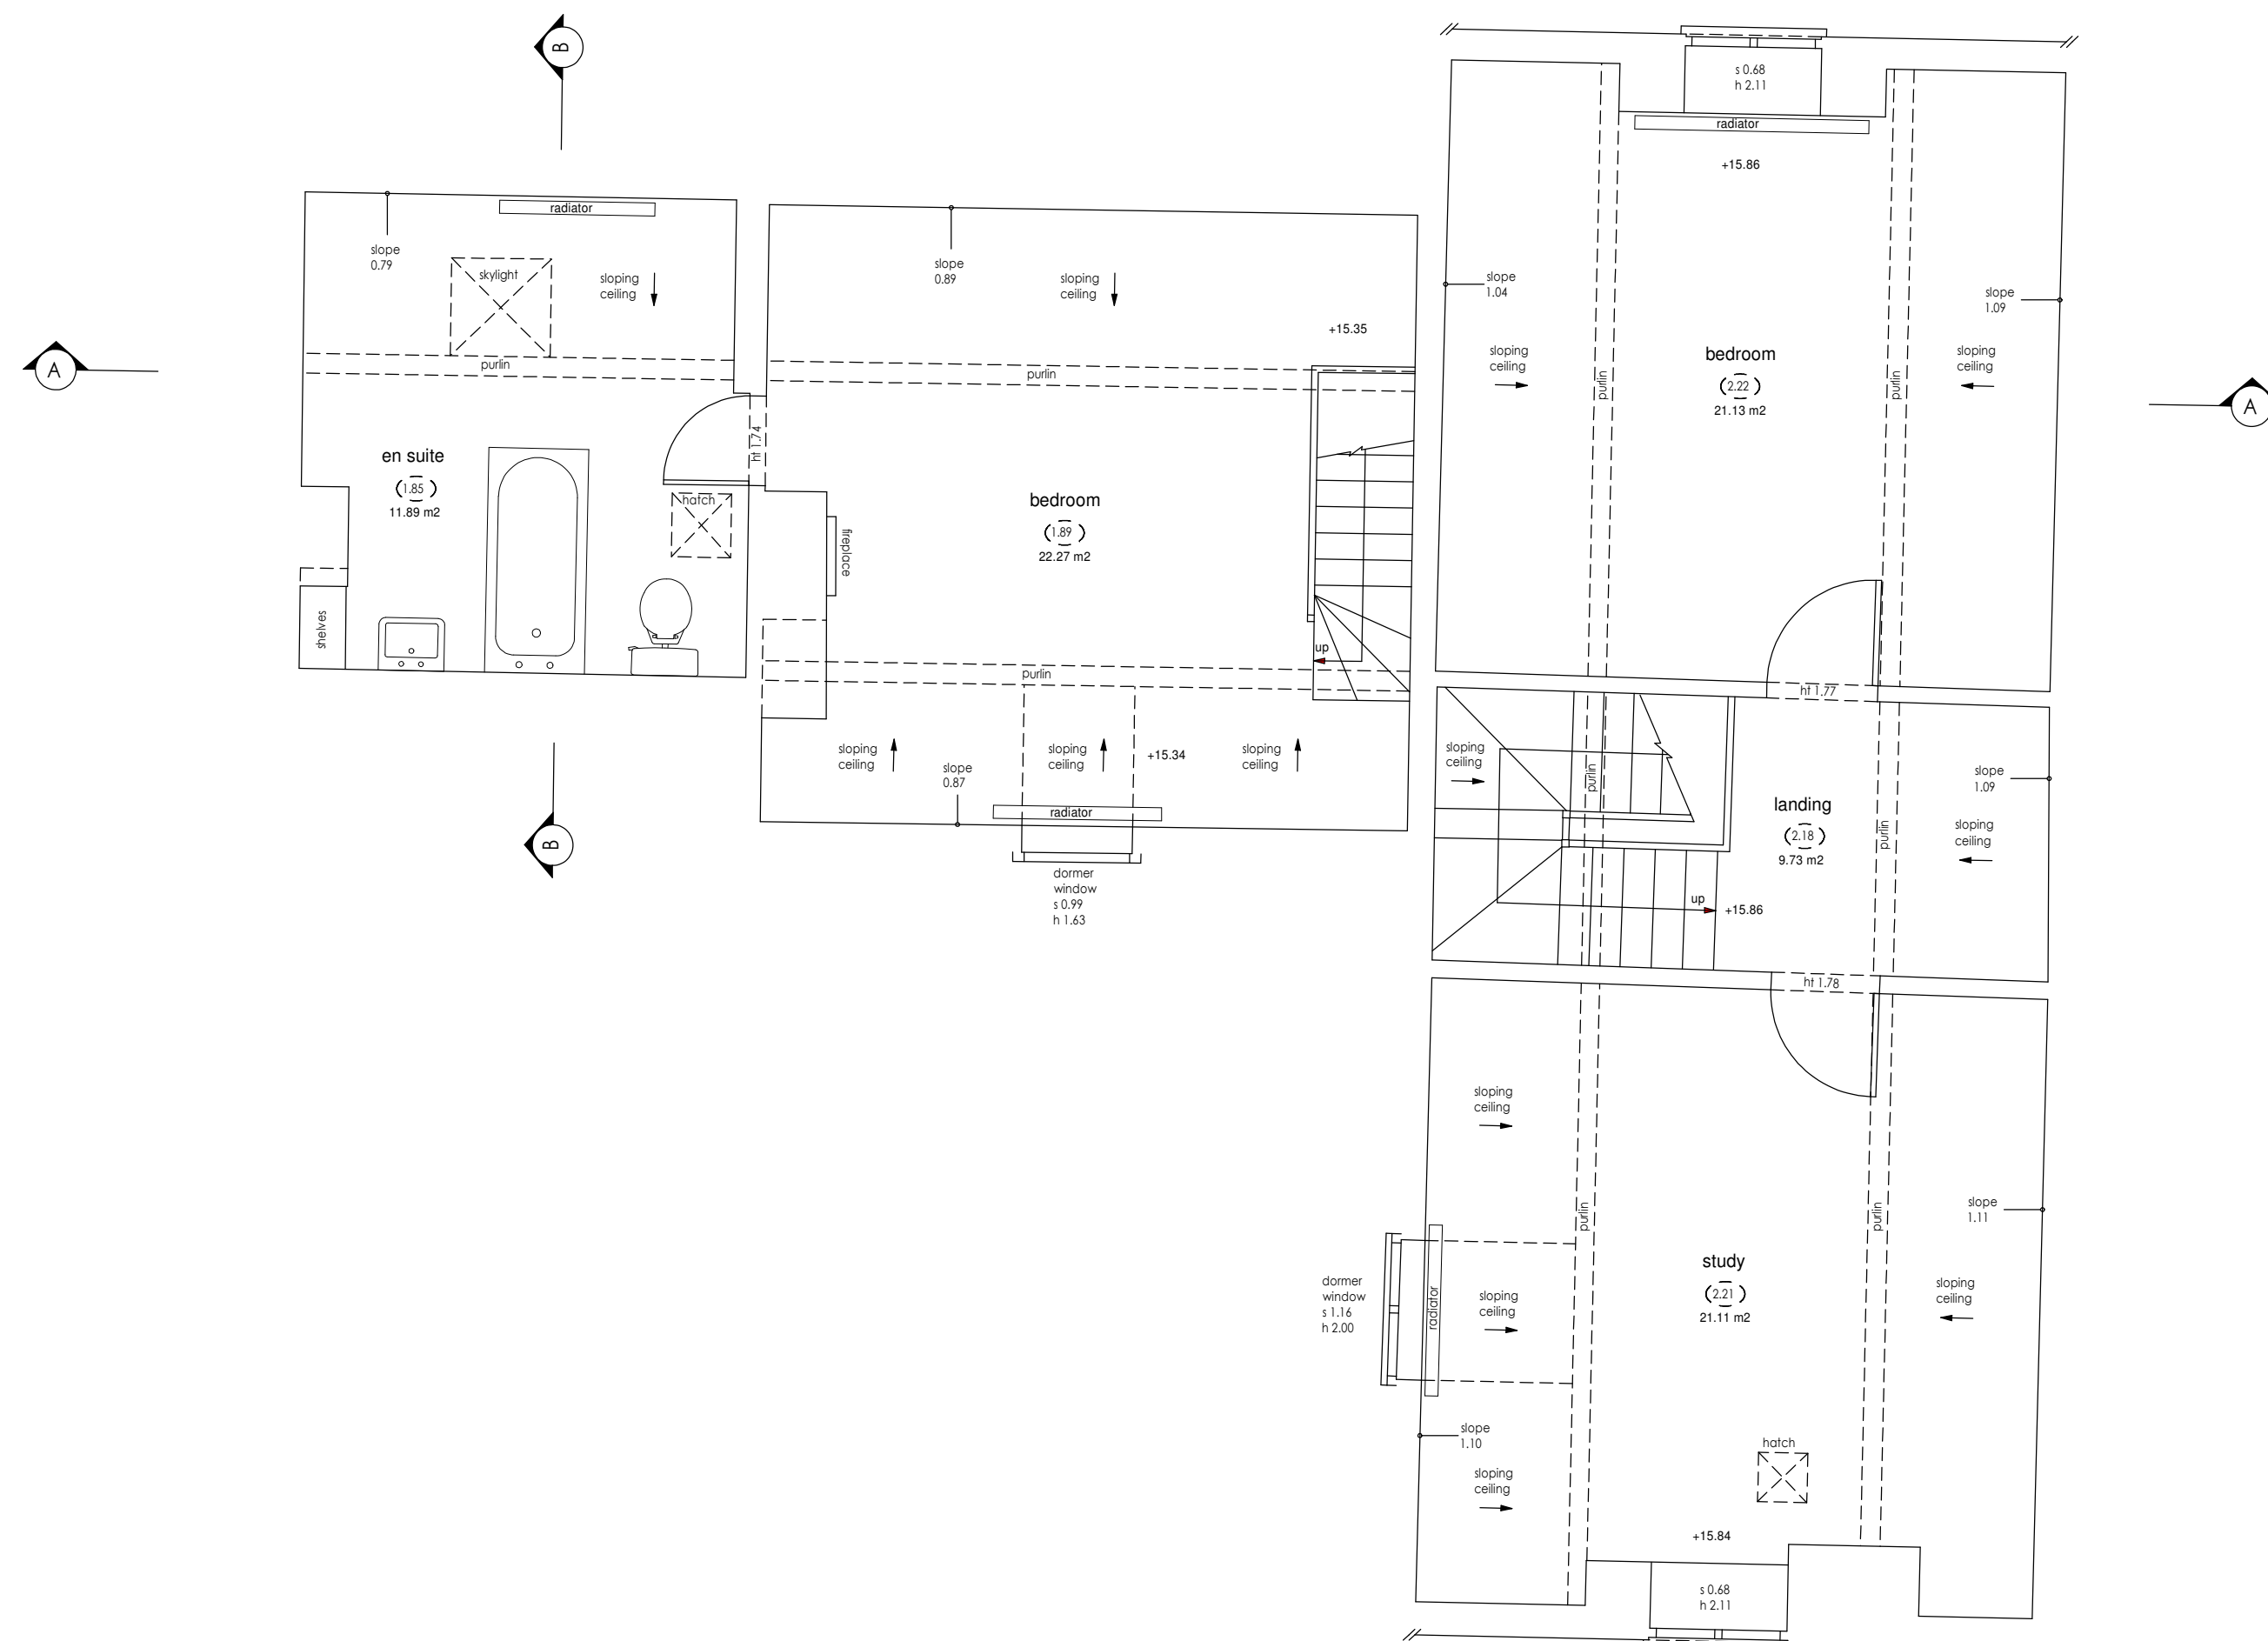 B
s 0.68
h 2.11
radiator
+15.86
radiator
slope
0.79
skylight
sloping
ceiling
slope
0.89
sloping
ceiling
+15.35
slope
1.04
slope
1.09
A
purlin
purlin
sloping
ceiling
purlin
bedroom
(2.22)
21.13 m2
purlin
sloping
ceiling
A
ht 1.74
en suite
(1.85)
11.89 m2
hatch
bedroom
(1.89)
22.27 m2
fireplace
shelves
up
purlin
ht 1.77
sloping
ceiling
slope
0.87
sloping
ceiling
+15.34
sloping
ceiling
radiator
sloping
ceiling
purlin
landing
(2.18)
9.73 m2
purlin
slope
1.09
sloping
ceiling
B
dormer
window
s 0.99
h 1.63
up
+15.86
ht 1.78
sloping
ceiling
purlin
purlin
slope
1.11
dormer
window
s 1.16
h 2.00
radiator
sloping
ceiling
study
(2.21)
21.11 m2
sloping
ceiling
slope
1.10
sloping
ceiling
hatch
+15.84
s 0.68
h 2.11